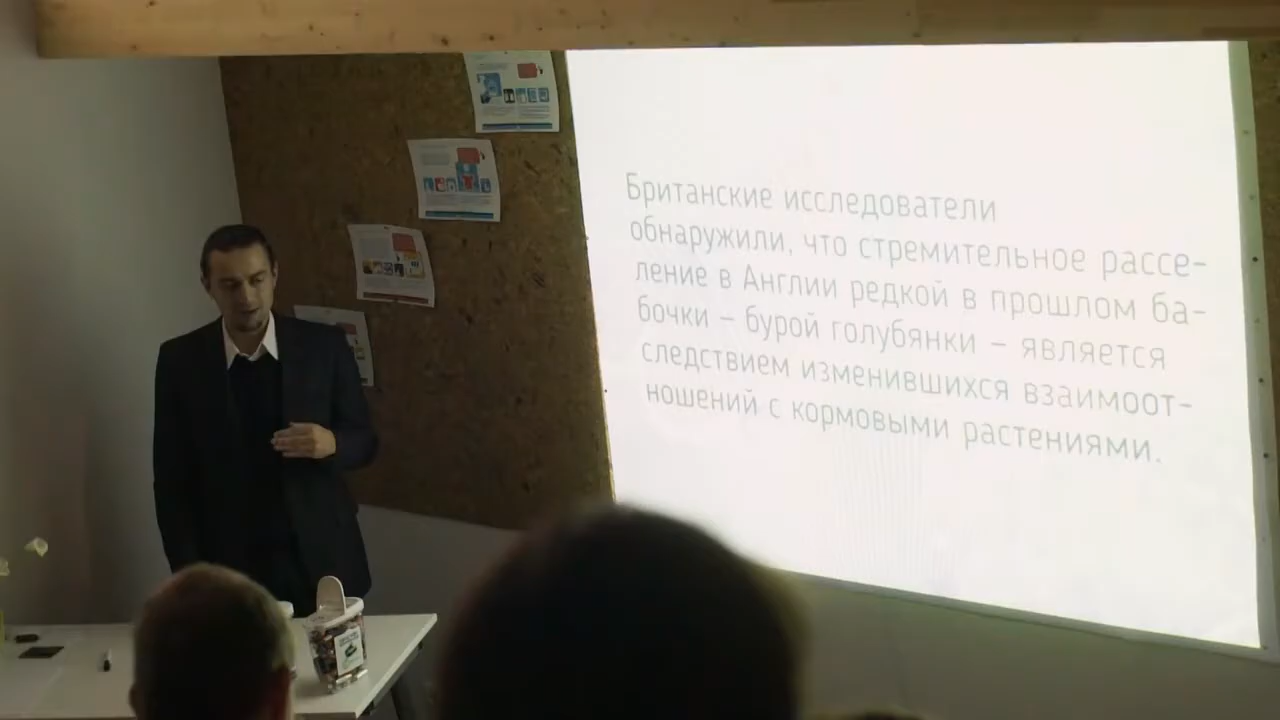 Британские исследователи
обнаружили, что стремительное рассе-
ление в Англии редкой в прошлом ба-
бочки – бурой голубянки – является
следствием изменившихся взаимоот-
ношений с кормовыми растениями.